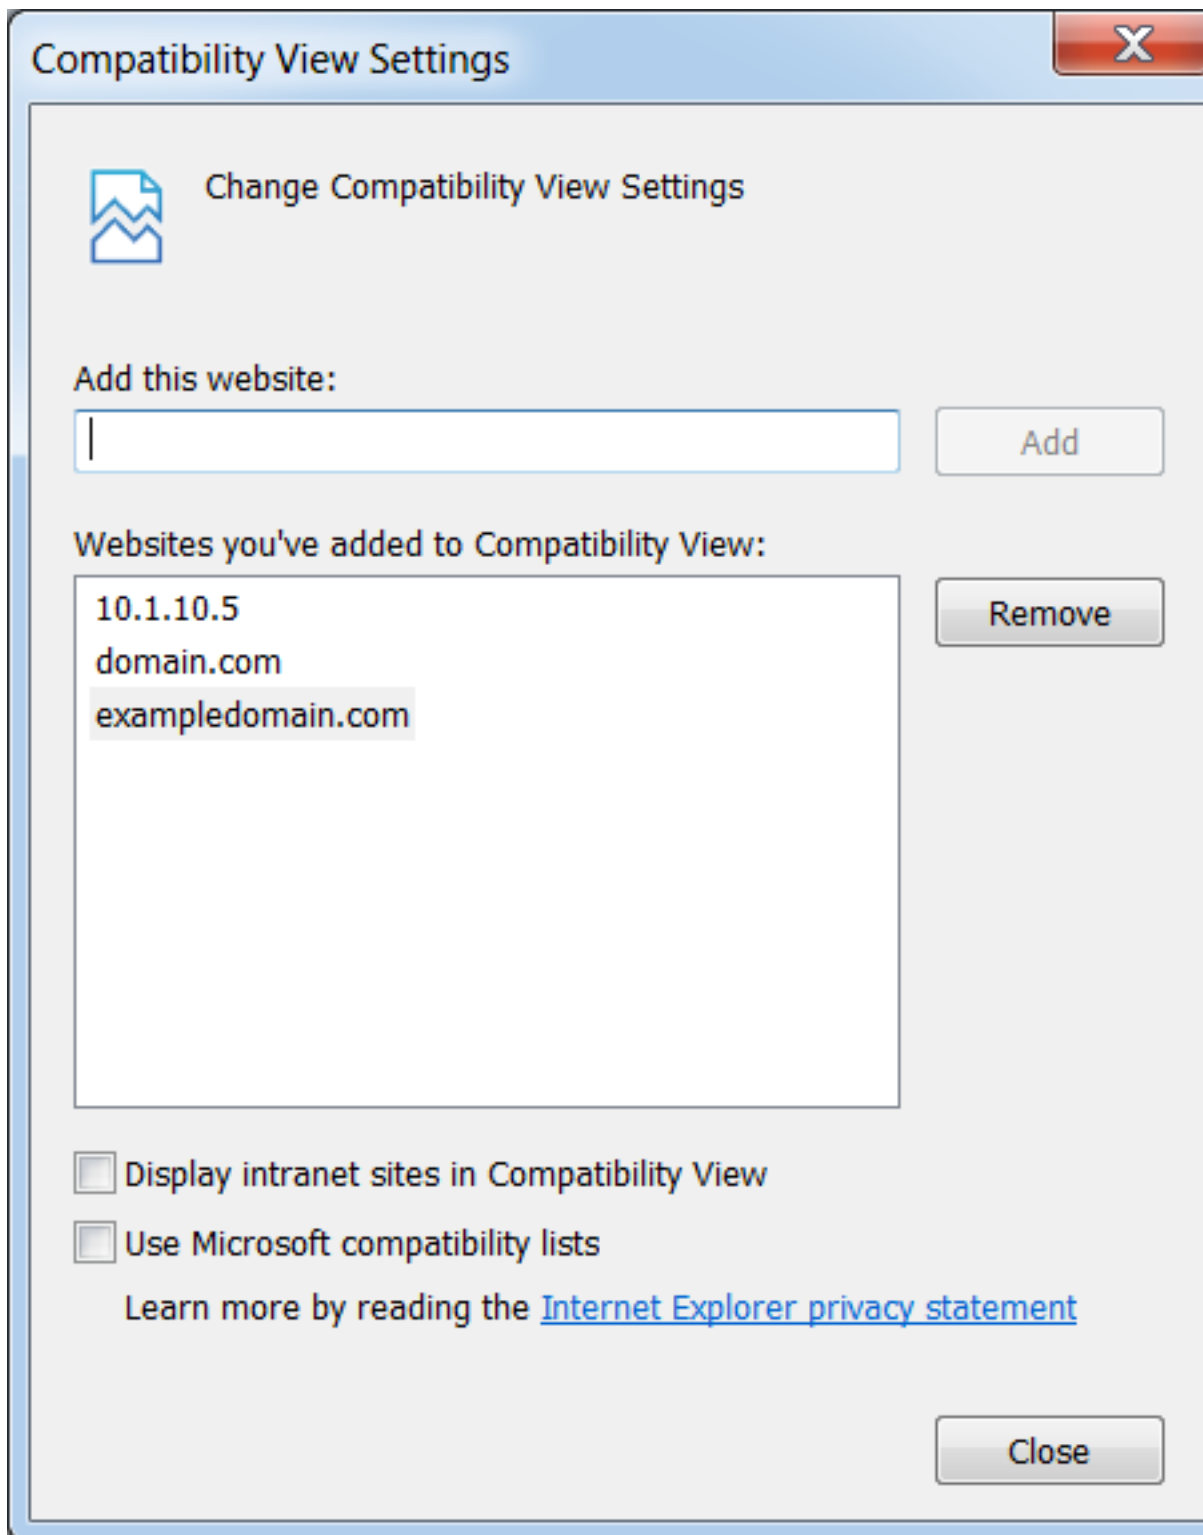 Compatibility View Settings
Change Compatibility View Settings
Add this website:
Add
Websites you've added to Compatibility View:
10.1.10.5
Remove
domain.com
exampledomain.com
Display intranet sites in Compatibility View
Use Microsoft compatibility lists
Learn more by reading the Internet Explorer privacy statement
Close